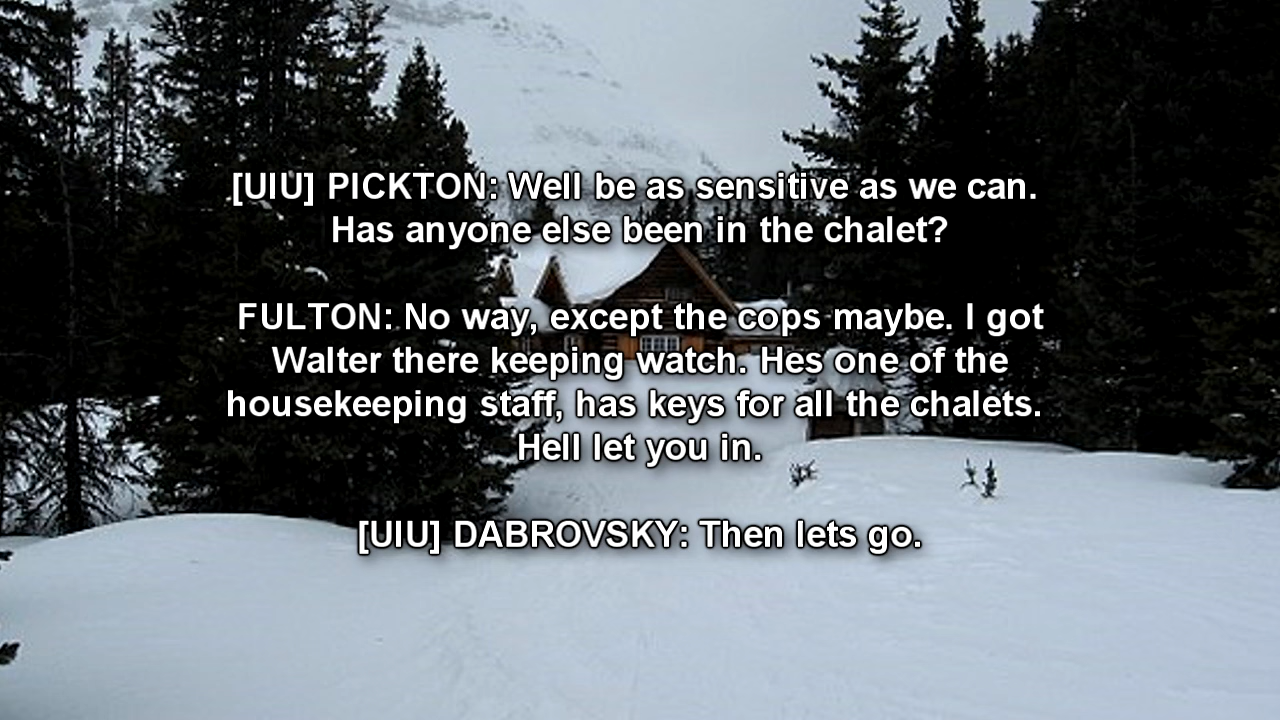 [UIU] PICKTON: Well be as sensitive as we can.
Has anyone else been in the chalet?
FULTON: No way, except the cops maybe. I got
Walter there keeping watch. Hes one of the
housekeeping staff, has keys for all the chalets.
Hell let you in.
[UIU] DABROVSKY: Then lets go.